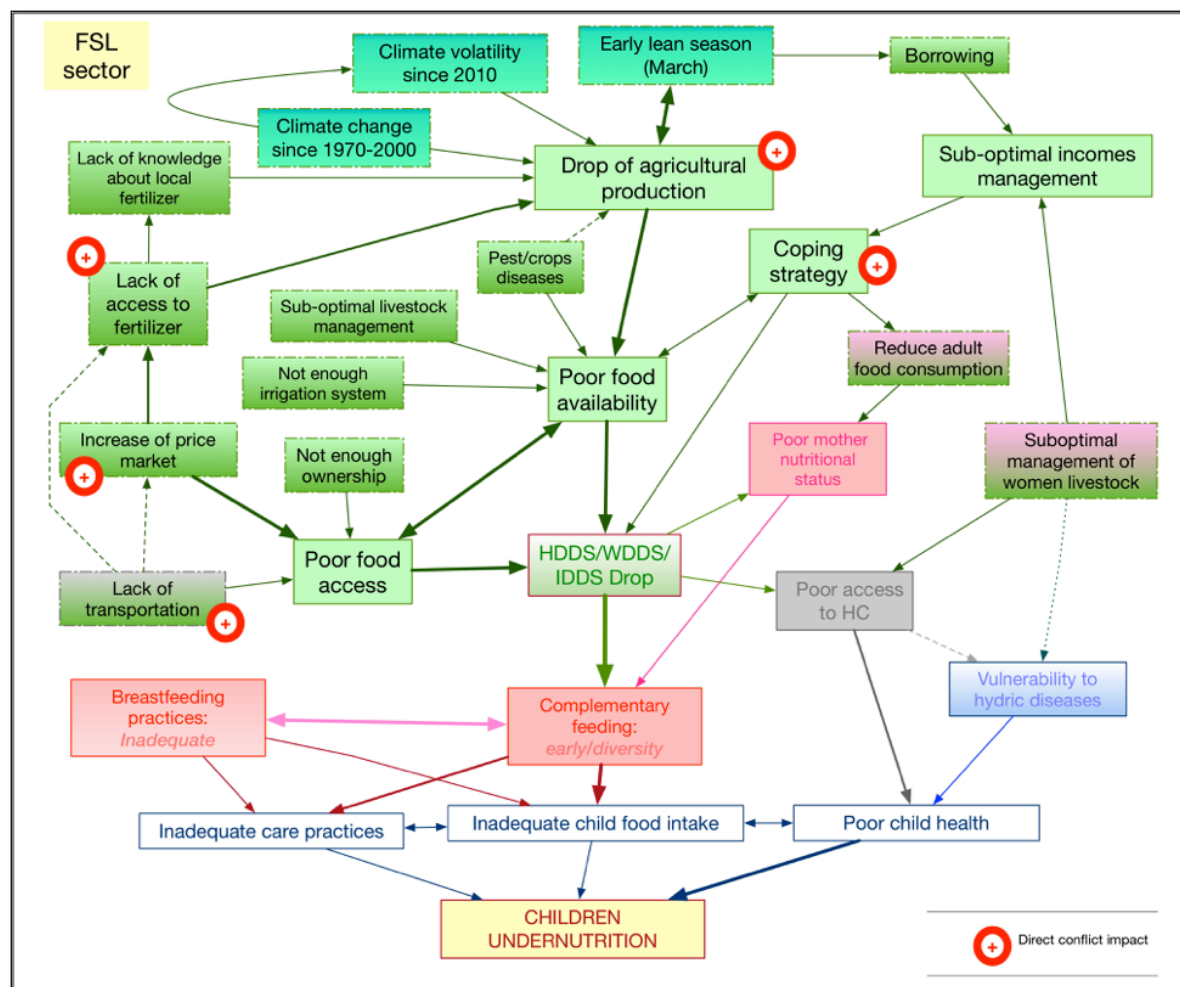 FSL
sector
Climate volatility
since 2010
Early lean season
(March)
Borrowing
Climate change
since 1970-2000
Lack of knowledge
about local
fertilizer
Drop of agricultural
production
+
Sub-optimal incomes
management
+
Lack of
access to
fertilizer
Pest/crops
diseases
Coping
strategy
+
Sub-optimal livestock
management
Reduce adult
food consumption
Not enough
irrigation system
Poor food
availability
Increase of price
market
+
Not enough
ownership
Poor mother
nutritional
status
Suboptimal
management of
women livestock
Lack of
transportation
+
Poor food
access
HDDS/WDDS/
IDDS Drop
Poor access
to HC
Vulnerability to
hydric diseases
Breastfeeding
practices:
Inadequate
Complementary
feeding:
early/diversity
Inadequate care practices
Inadequate child food intake
Poor child health
CHILDREN
UNDERNUTRITION
+
Direct conflict impact